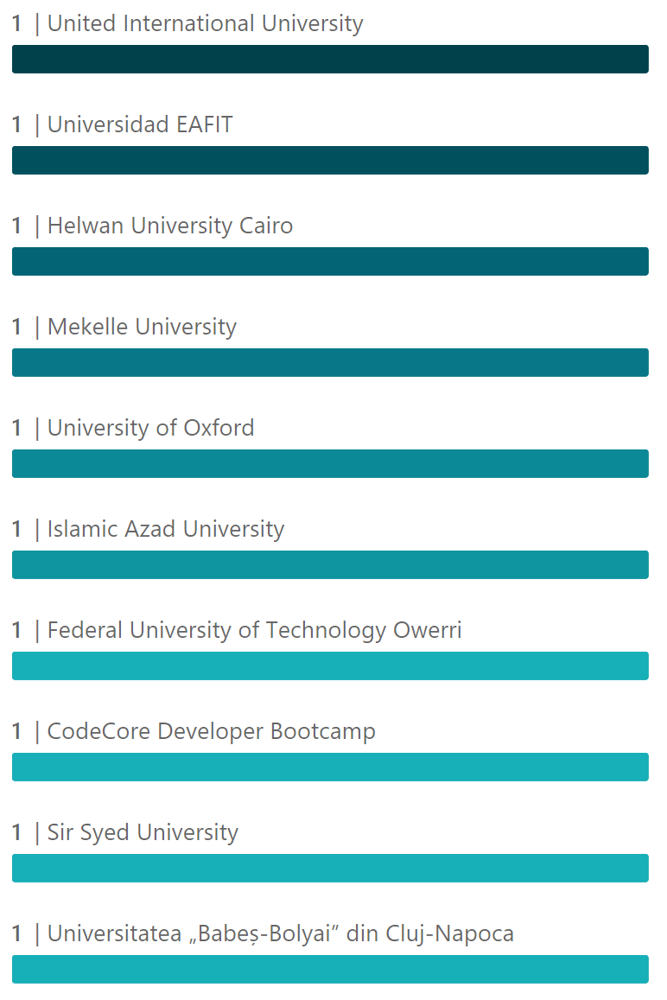 1 | United International University
1 | Universidad EAFIT
1 | Helwan University Cairo
1 | Mekelle University
1 | University of Oxford
1 | Islamic Azad University
1 | Federal University of Technology Owerri
1 | CodeCore Developer Bootcamp
1 | Sir Syed University
1 | Universitatea „Babeș-Bolyai” din Cluj-Napoca